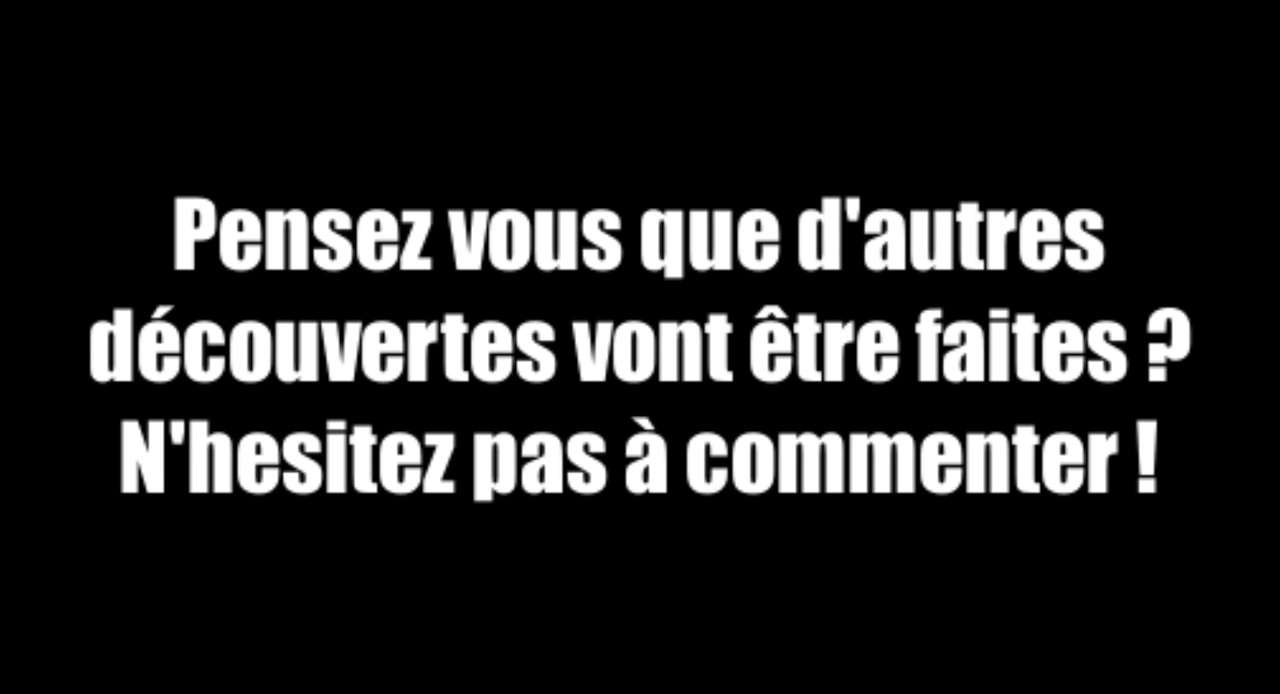 Pensez vous que d'autres
découvertes vont être faites ?
N'hesitez pas à commenter !